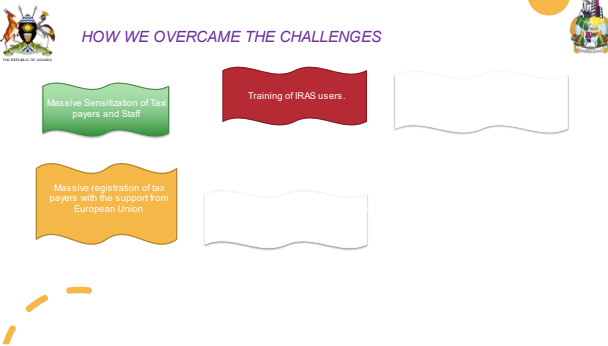 HOW WE OVERCAME THE CHALLENGES
THE REPUBLIC OF UGANDA
Massive Sensitization of Tax
payers and Staff
Training of IRAS users.
Massive registration of tax
payers with the support from
European Union